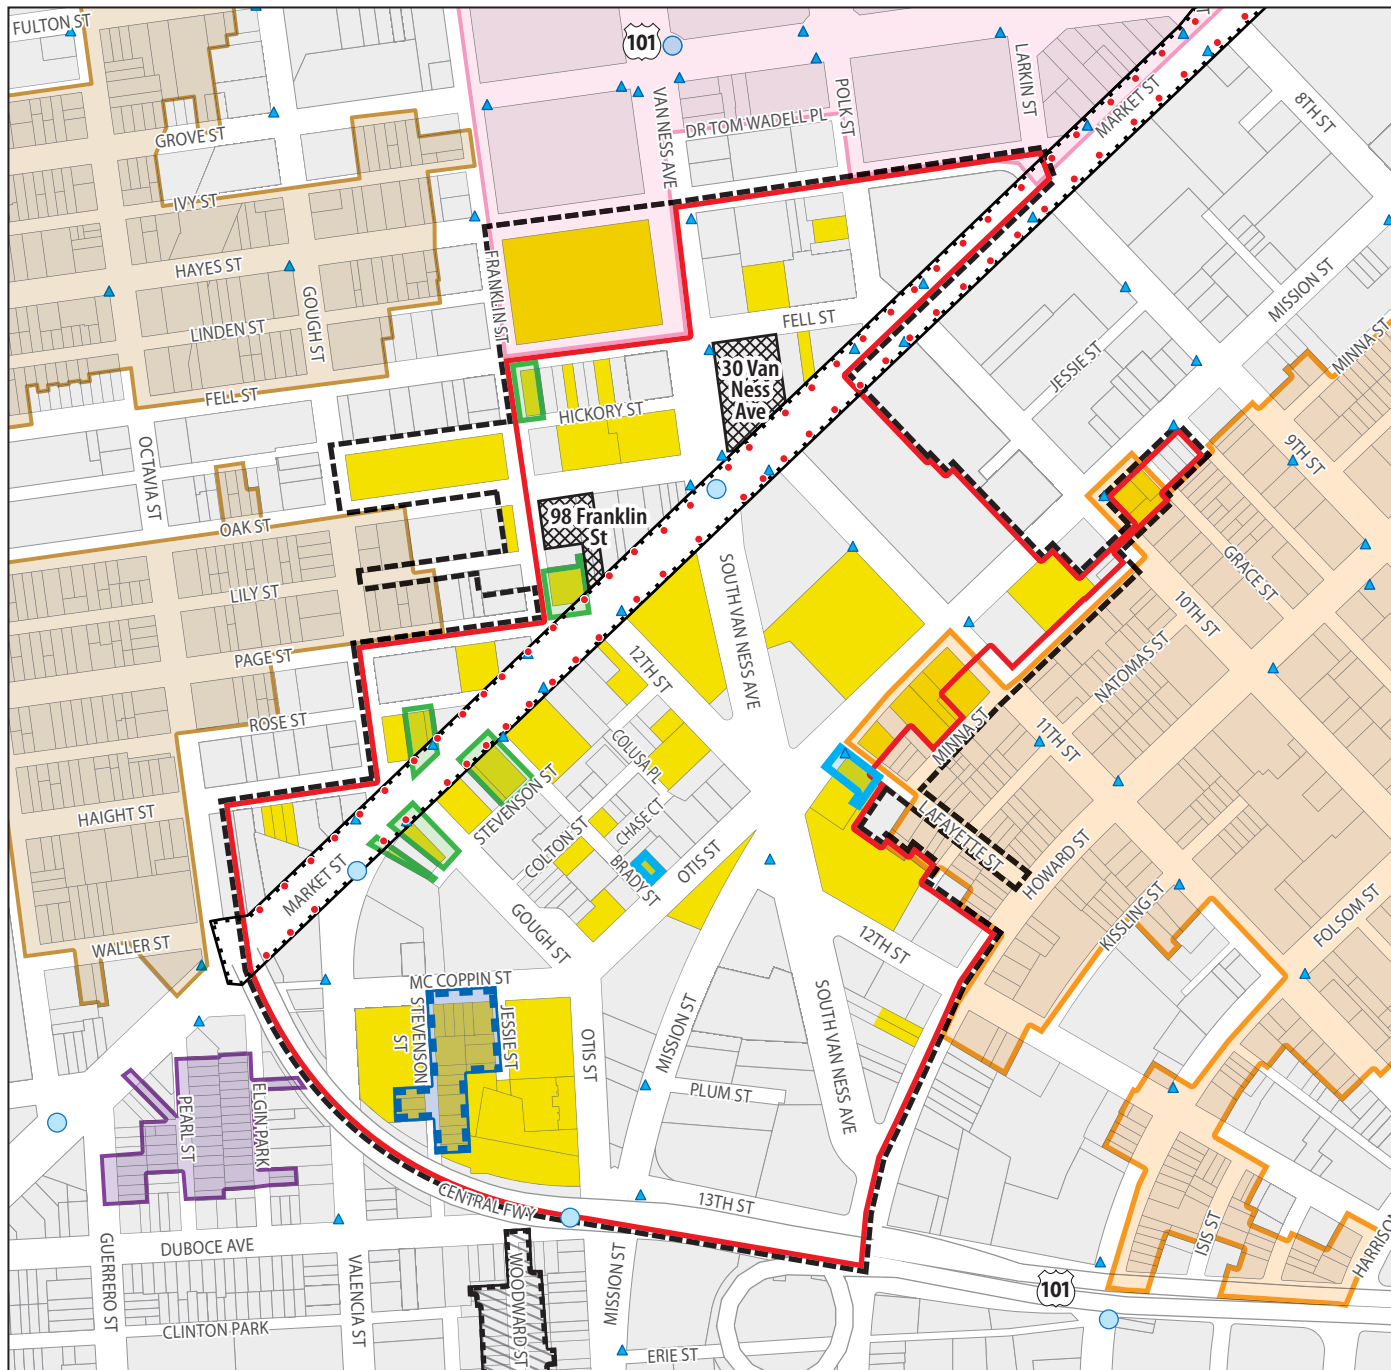 FULTON ST
101
LARKIN ST
MARKET ST
8TH ST
VAN NESS AVE
POLK ST
DR TOM WADELL PL
GROVE ST
IVY ST
HAYES ST
FRANKLIN ST
MISSION ST
LINDEN ST
GOUGH ST
FELL ST
MINNA ST
30 Van
Ness
Ave
JESSIE ST
FELL ST
HICKORY ST
OCTAVIA ST
9TH ST
OAK ST
98 Franklin
St
GRACE ST
LILY ST
SOUTH VAN NESS AVE
10TH ST
PAGE ST
12TH ST
NATOMAS ST
ROSE ST
MINNA ST
11TH ST
COLUSA PL
HAIGHT ST
STEVENSON ST
CHASE CT
COLTON ST
LAFAYETTE ST
BRADY ST
OTIS ST
HOWARD ST
MARKET ST
KISSLING ST
FOLSOM ST
WALLER ST
GOUGH ST
12TH ST
MC COPPIN ST
STEVENSON
ST
JESSIE ST
OTIS ST
MISSION ST
SOUTH VAN NESS AVE
PLUM ST
PEARL ST
ELGIN PARK
CENTRAL FWY
13TH ST
ISIS ST
HARRISON
GUERRERO ST
DUBOCE AVE
VALENCIA ST
WOODWARD ST
MISSION ST
101
CLINTON PARK
ERIE ST